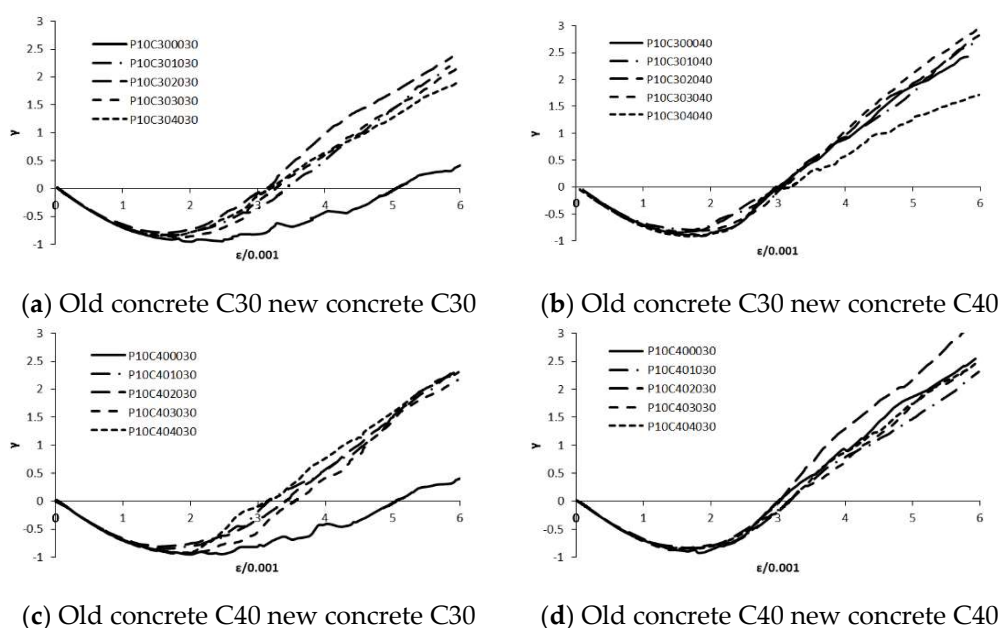 3
2.5
2
1.5
1
0.5
0
-0.5
-1
γ
P10C300030
P10C301030
P10C302030
P10C303030
P10C304030
0 1 2 3 4 5 6
ε/0.001
(a) Old concrete C30 new concrete C30
3
2.5
2
1.5
1
0.5
0
-0.5
-1
γ
P10C300040
P10C301040
P10C302040
P10C303040
P10C304040
0 1 2 3 4 5 6
ε/0.001
(b) Old concrete C30 new concrete C40
3
2.5
2
1.5
1
0.5
0
-0.5
-1
γ
P10C400030
P10C401030
P10C402030
P10C403030
P10C404030
0 1 2 3 4 5 6
ε/0.001
(c) Old concrete C40 new concrete C30
3
2.5
2
1.5
1
0.5
0
-0.5
-1
γ
P10C400030
P10C401030
P10C402030
P10C403030
P10C404030
0 1 2 3 4 5 6
ε/0.001
(d) Old concrete C40 new concrete C40